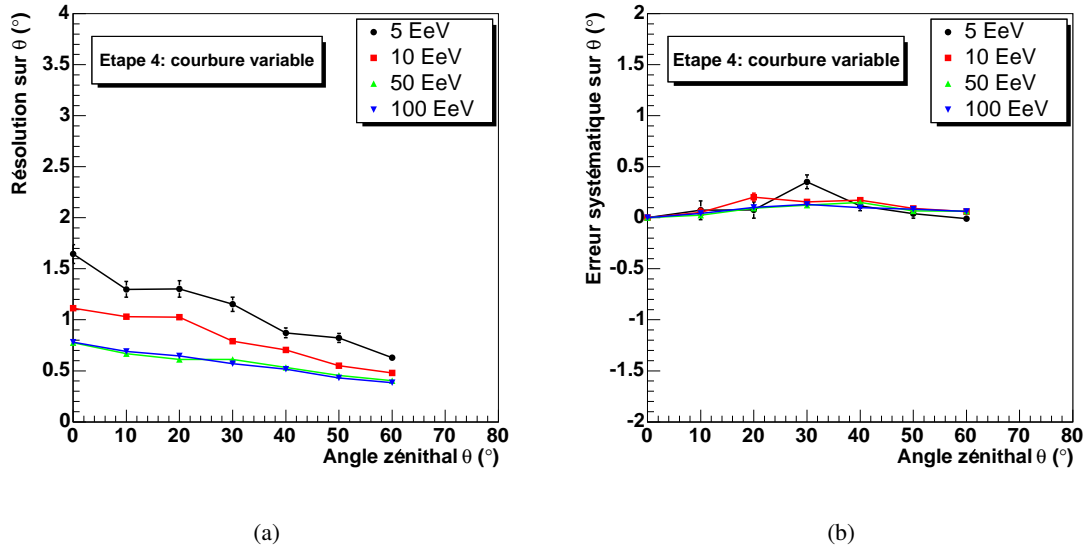 Résolution sur θ (°)
4
3.5
3
2.5
2
1.5
1
0.5
0
0 10 20 30 40 50 60 70 80
Angle zénithal θ (°)
Etape 4: courbure variable
5 EeV
10 EeV
50 EeV
100 EeV
(a)
Erreur systématique sur θ (°)
2
1.5
1
0.5
0
-0.5
-1
-1.5
-2
0 10 20 30 40 50 60 70 80
Angle zénithal θ (°)
Etape 4: courbure variable
5 EeV
10 EeV
50 EeV
100 EeV
(b)